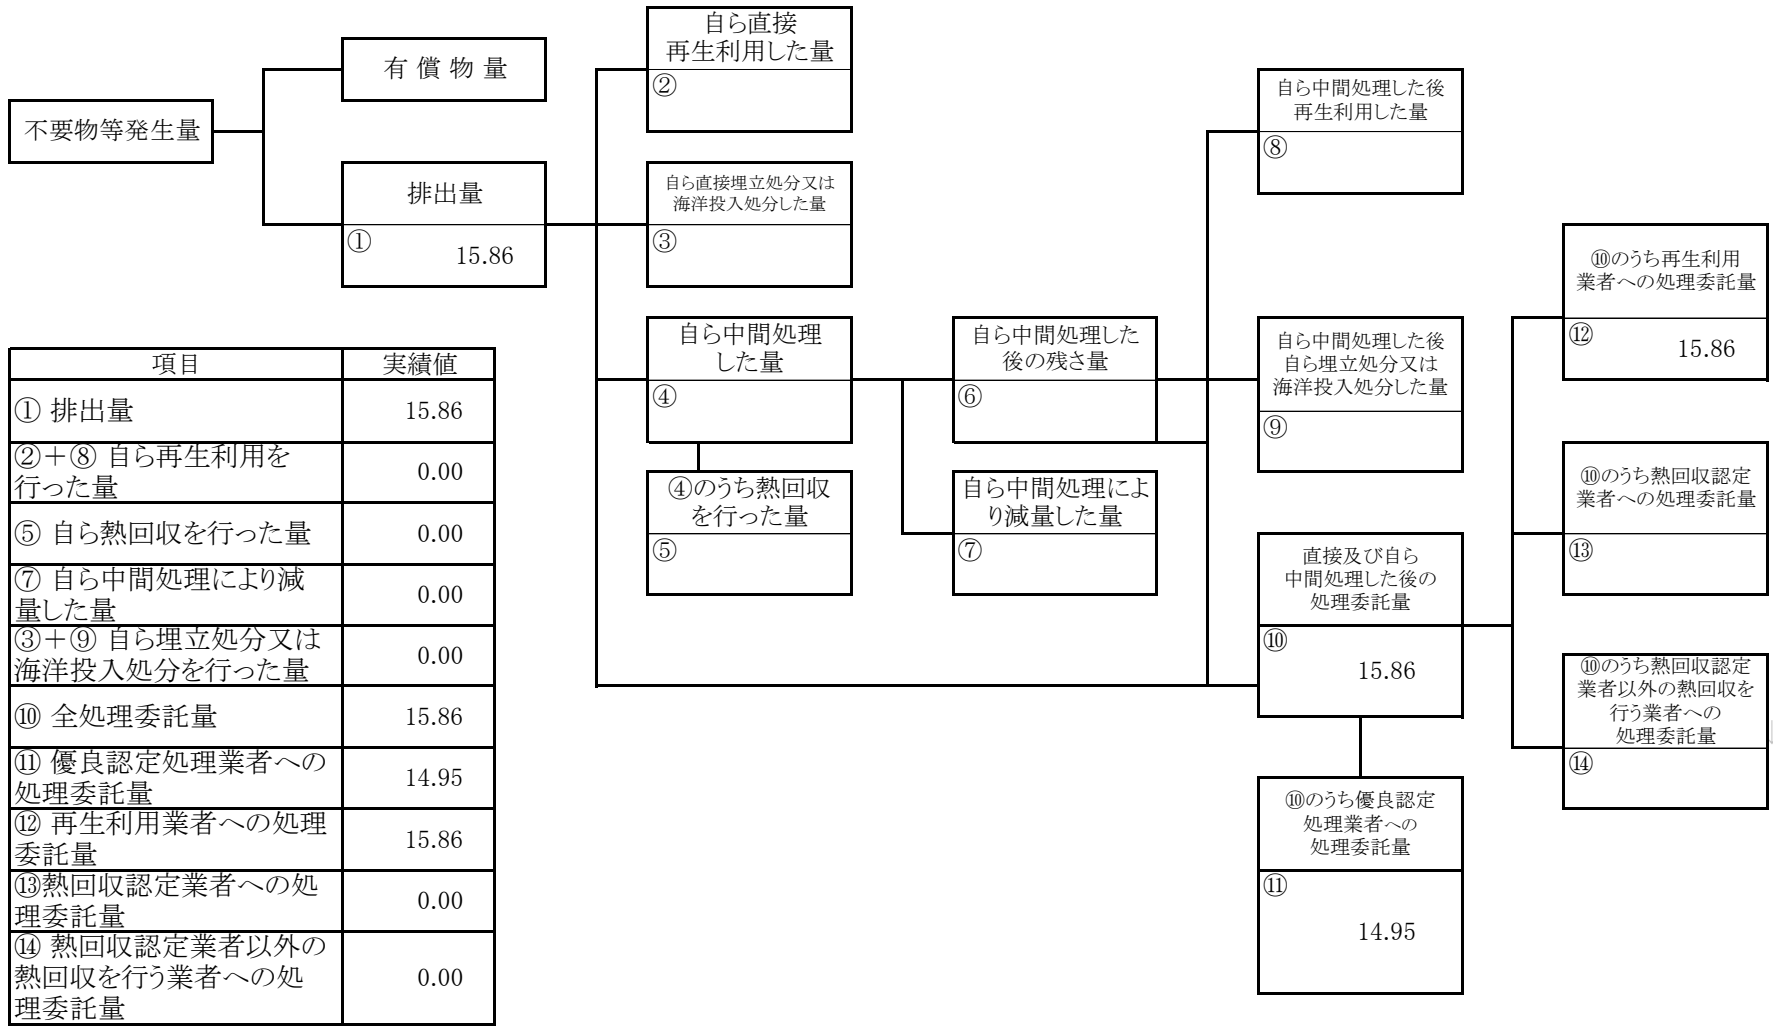 不要物等発生量
有 償 物 量
排出量
①
15.86
自ら直接
再生利用した量
②
自ら直接埋立処分又は
海洋投入処分した量
③
自ら中間処理
した量
④
④のうち熱回収
を行った量
⑤
自ら中間処理した
後の残さ量
⑥
自ら中間処理によ
り減量した量
⑦
自ら中間処理した後
再生利用した量
⑧
自ら中間処理した後
自ら埋立処分又は
海洋投入処分した量
⑨
直接及び自ら
中間処理した後の
処理委託量
⑩
15.86
⑩のうち優良認定
処理業者への
処理委託量
⑪
14.95
⑩のうち再生利用
業者への処理委託量
⑫
15.86
⑩のうち熱回収認定
業者への処理委託量
⑬
⑩のうち熱回収認定
業者以外の熱回収を
行う業者への
処理委託量
⑭
項目 実績値
① 排出量 15.86
②＋⑧ 自ら再生利用を
行った量 0.00
⑤ 自ら熱回収を行った量 0.00
⑦ 自ら中間処理により減
量した量 0.00
③＋⑨ 自ら埋立処分又は
海洋投入処分を行った量 0.00
⑩ 全処理委託量 15.86
⑪ 優良認定処理業者への
処理委託量 14.95
⑫ 再生利用業者への処理
委託量 15.86
⑬熱回収認定業者への処
理委託量 0.00
⑭ 熱回収認定業者以外の
熱回収を行う業者への処
理委託量 0.00